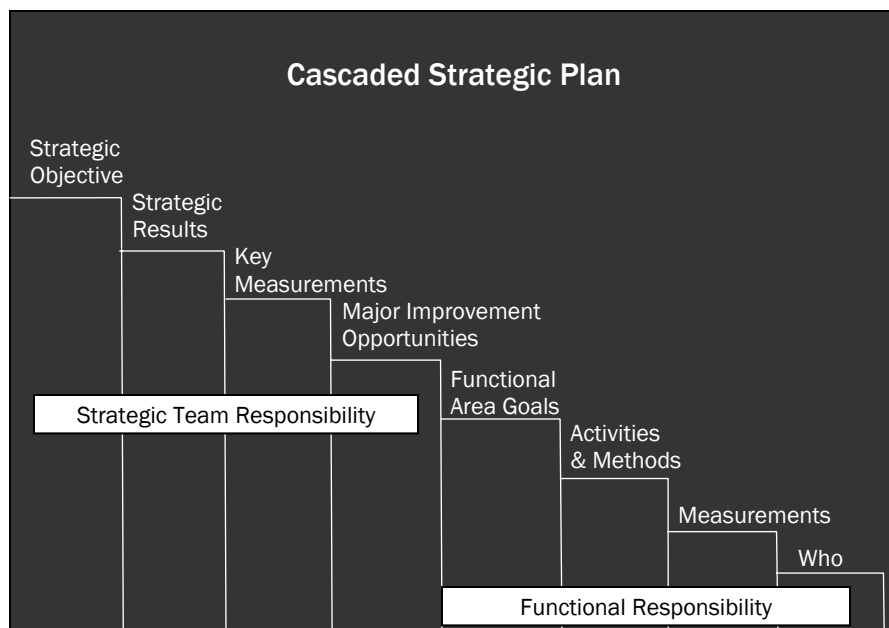 Cascaded Strategic Plan
Strategic
Objective
Strategic
Results
Key
Measurements
Major Improvement
Opportunities
Functional
Area Goals
Strategic Team Responsibility
Activities
& Methods
Measurements
Who
Functional Responsibility